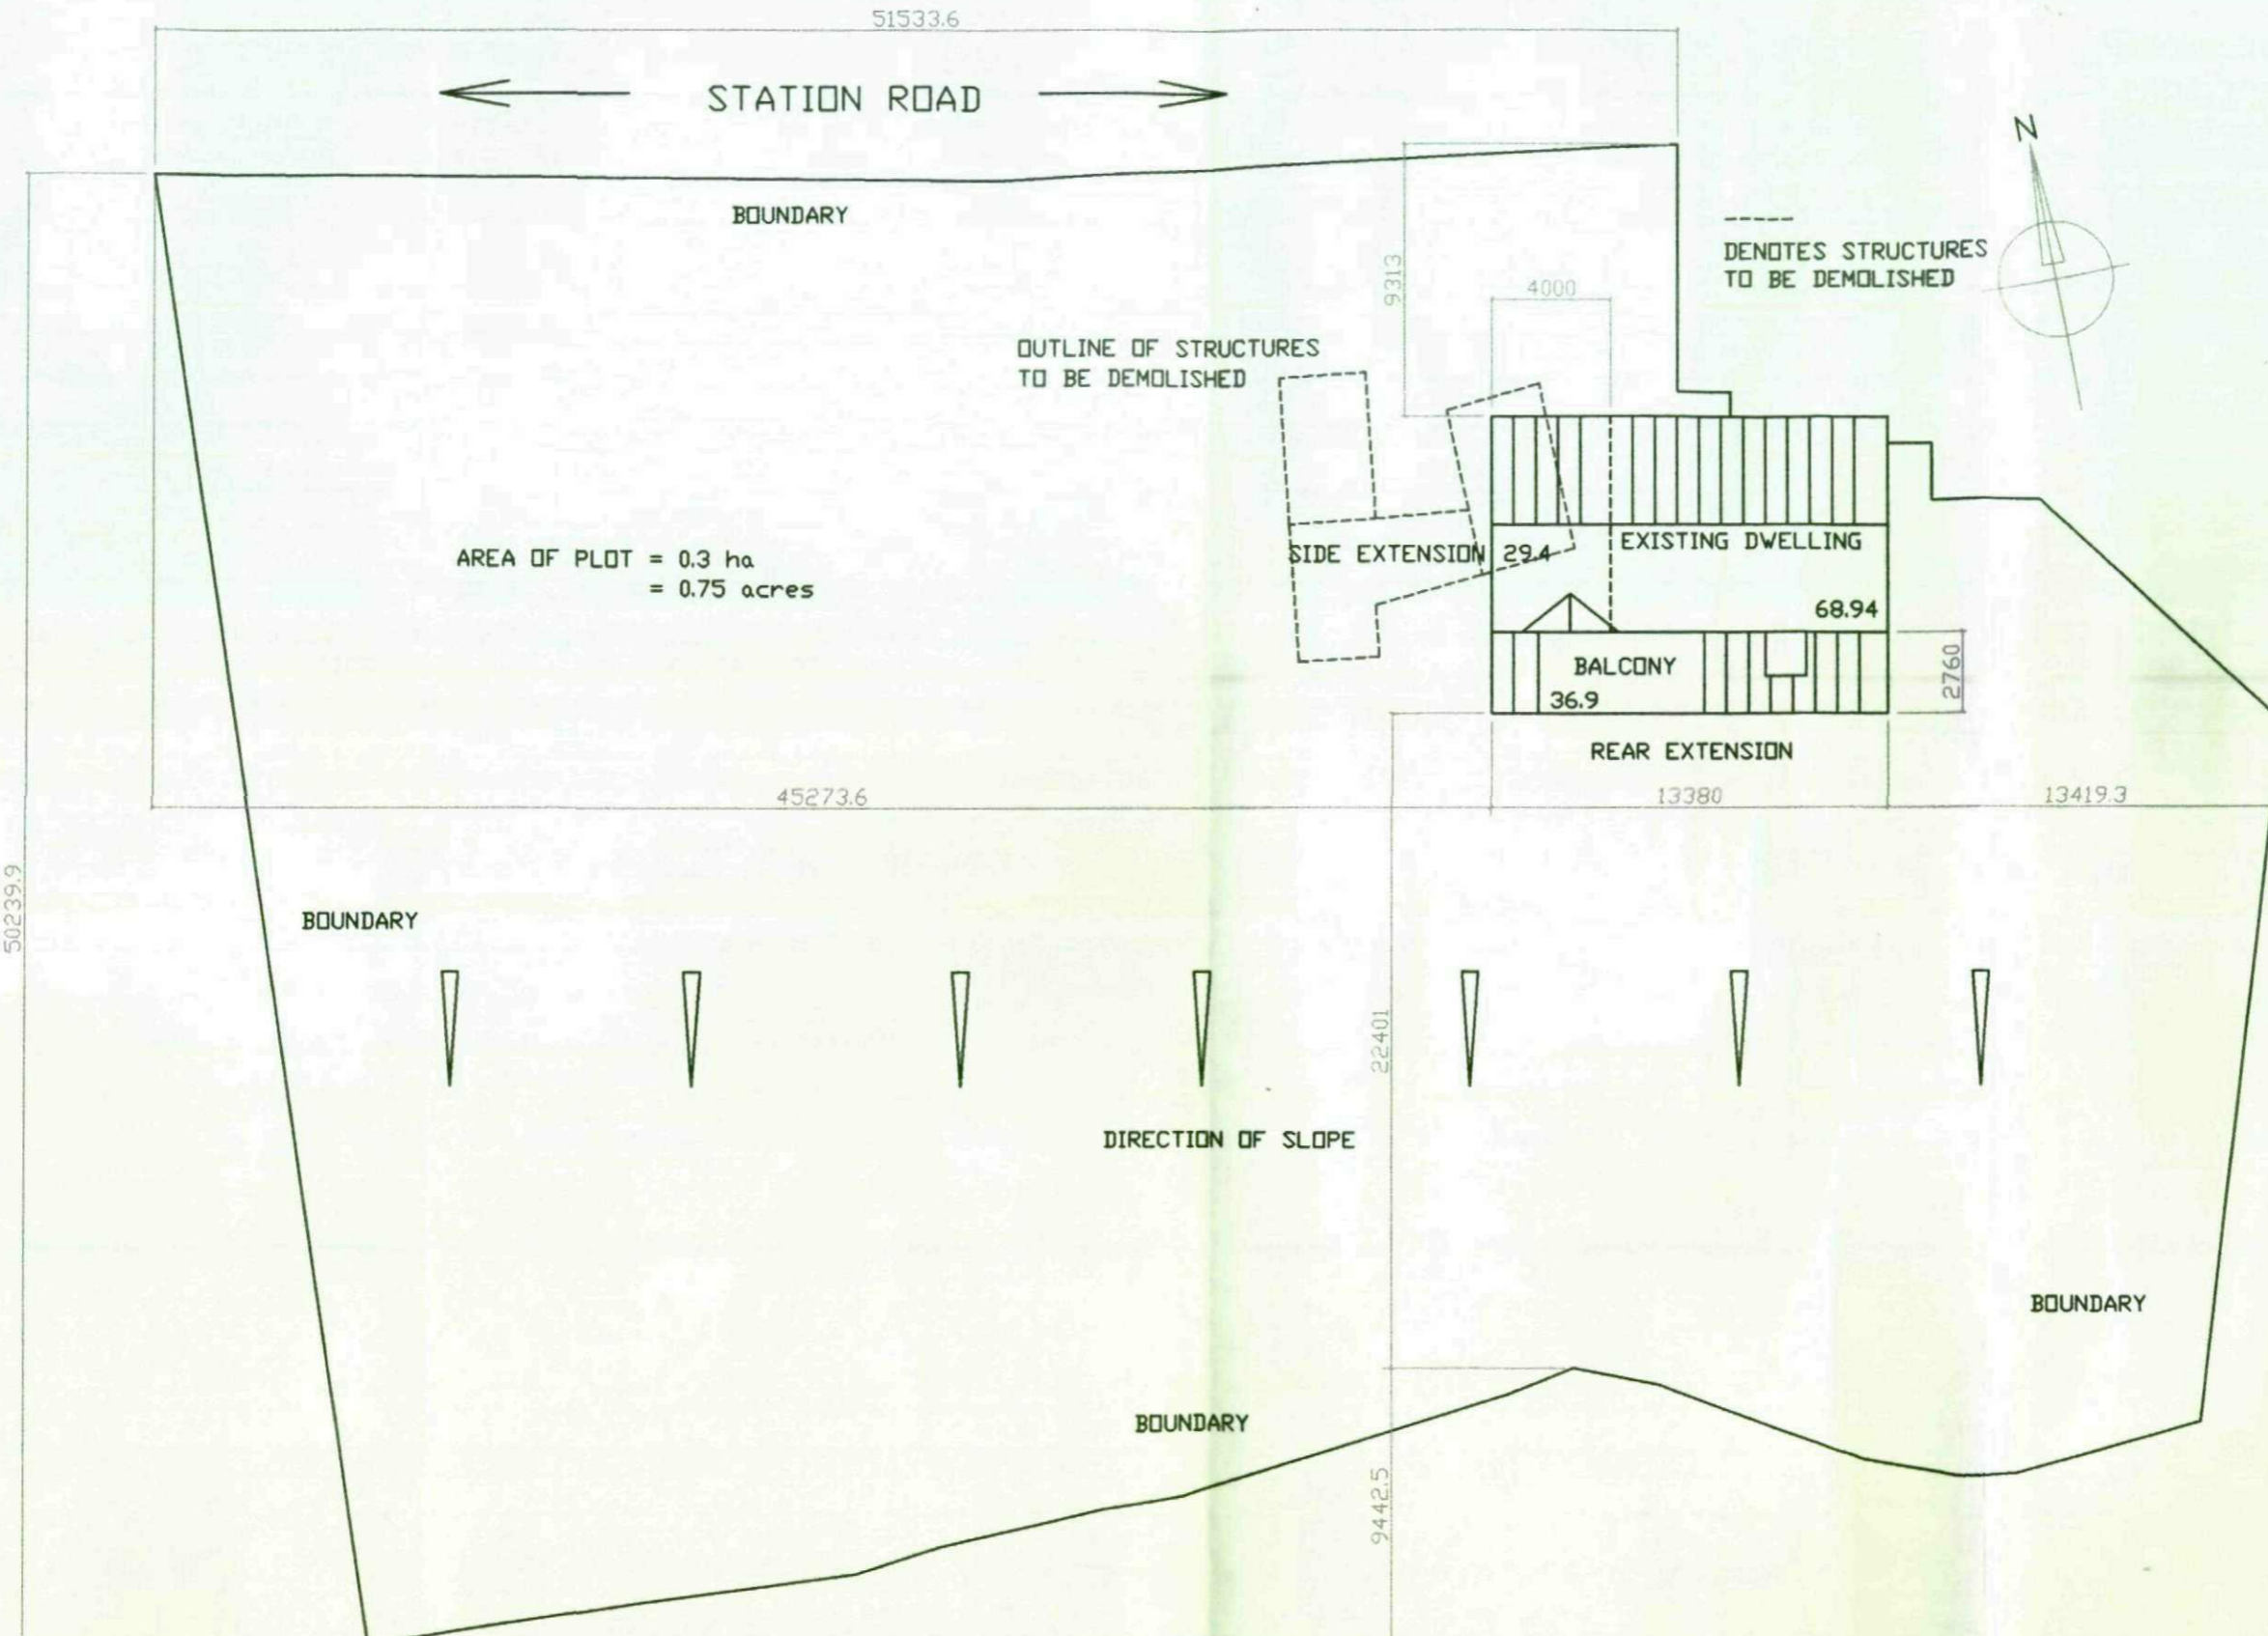 51533.6
STATION ROAD
N
BOUNDARY
DENOTES STRUCTURES
TO BE DEMOLISHED
9313
4000
OUTLINE OF STRUCTURES
TO BE DEMOLISHED
AREA OF PLOT = 0.3 ha
= 0.75 acres
SIDE EXTENSION 29.4
EXISTING DWELLING
68.94
BALCONY
36.9
2760
REAR EXTENSION
45273.6
13380
13419.3
50239.9
BOUNDARY
22401
DIRECTION OF SLOPE
BOUNDARY
BOUNDARY
9442.5